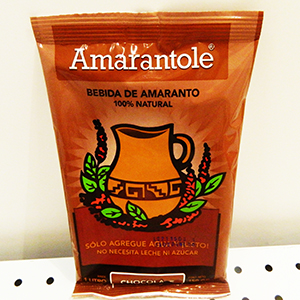 Amarantole®
BEBIDA DE AMARANTO
100% NATURAL
SÓLO AGREGUE AGUA
NO NECESITA LECHE NI AZÚCAR